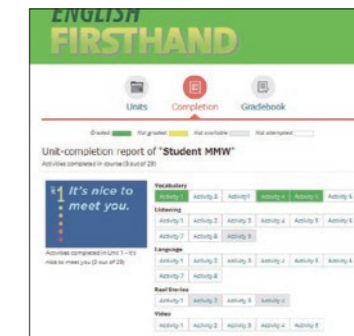 ENGLISH
FIRSTHAND
Units Completion Gradebook
Graded Not graded Not available Not attempted
Unit-completion report of "Student MMW"
Activities completed in course (3 out of 29)
1 It's nice to
meet you.
Activities completed in Unit 1 - It's
nice to meet you (3 out of 29)
Vocabulary
Activity 1 Activity 2 Activity 3 Activity 4 Activity 5 Activity 6
Listening
Activity 1 Activity 2 Activity 3 Activity 4 Activity 5 Activity 6
Activity 7 Activity 8 Activity 9
Language
Activity 1 Activity 2 Activity 3 Activity 4 Activity 5 Activity 6
Activity 7 Activity 8
Real Stories
Activity 1 Activity 2 Activity 3 Activity 4
Video
Activity 1 Activity 2 Activity 3 Activity 4 Activity 5